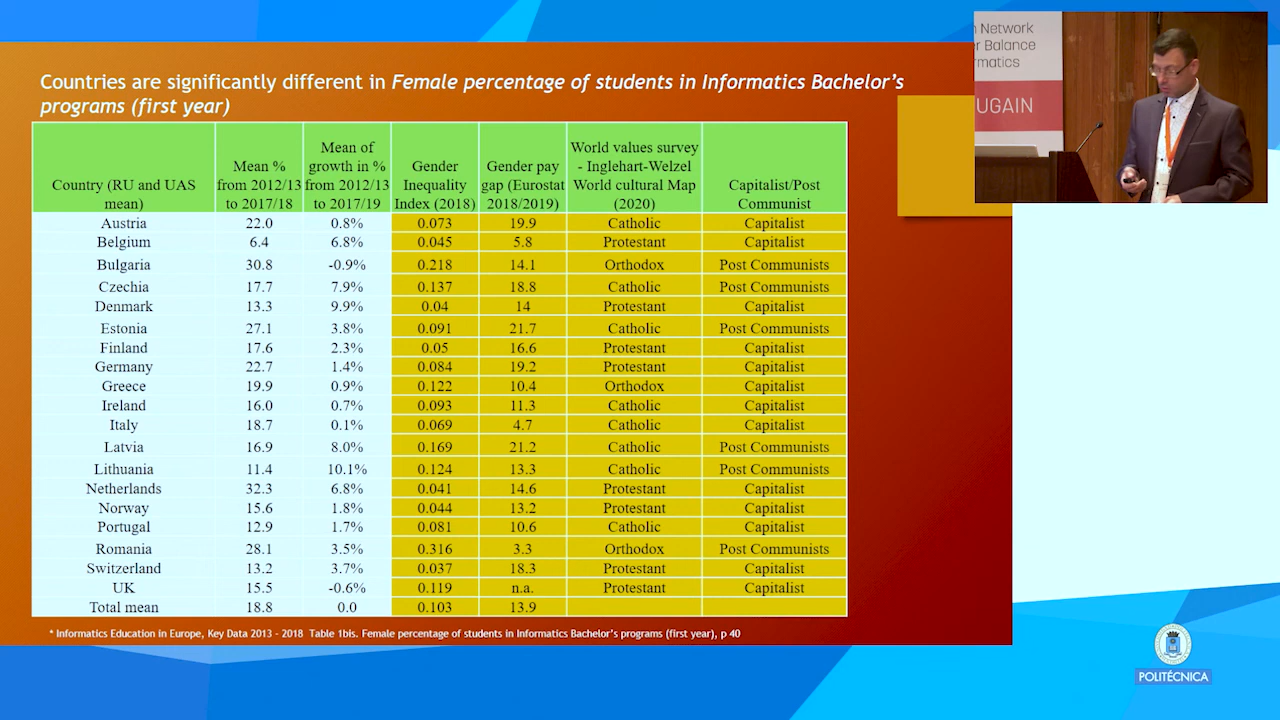 Countries are significantly different in Female percentage of students in Informatics Bachelor's
programs (first year)
Country (RU and UAS mean) Mean % from 2012/13 to 2017/18 Mean of growth in % from 2012/13 to 2017/19 Gender Inequality Index (2018) Gender pay gap (Eurostat 2018/2019) World values survey - Inglehart-Welzel World cultural Map (2020) Capitalist/Post Communist
Austria 22.0 0.8% 0.073 19.9 Catholic Capitalist
Belgium 6.4 6.8% 0.045 5.8 Protestant Capitalist
Bulgaria 30.8 -0.9% 0.218 14.1 Orthodox Post Communists
Czechia 17.7 7.9% 0.137 18.8 Catholic Post Communists
Denmark 13.3 9.9% 0.04 14 Protestant Capitalist
Estonia 27.1 3.8% 0.091 21.7 Catholic Post Communists
Finland 17.6 2.3% 0.05 16.6 Protestant Capitalist
Germany 22.7 1.4% 0.084 19.2 Protestant Capitalist
Greece 19.9 0.9% 0.122 10.4 Orthodox Capitalist
Ireland 16.0 0.7% 0.093 11.3 Catholic Capitalist
Italy 18.7 0.1% 0.069 4.7 Catholic Capitalist
Latvia 16.9 8.0% 0.169 21.2 Catholic Post Communists
Lithuania 11.4 10.1% 0.124 13.3 Catholic Post Communists
Netherlands 32.3 6.8% 0.041 14.6 Protestant Capitalist
Norway 15.6 1.8% 0.044 13.2 Protestant Capitalist
Portugal 12.9 1.7% 0.081 10.6 Catholic Capitalist
Romania 28.1 3.5% 0.316 3.3 Orthodox Post Communists
Switzerland 13.2 3.7% 0.037 18.3 Protestant Capitalist
UK 15.5 -0.6% 0.119 n.a. Protestant Capitalist
Total mean 18.8 0.0 0.103 13.9
* Informatics Education in Europe, Key Data 2013 - 2018 Table 1bis. Female percentage of students in Informatics Bachelor's programs (first year), p 40
n Network
r Balance
rmatics
UGAIN
POLITÉCNICA